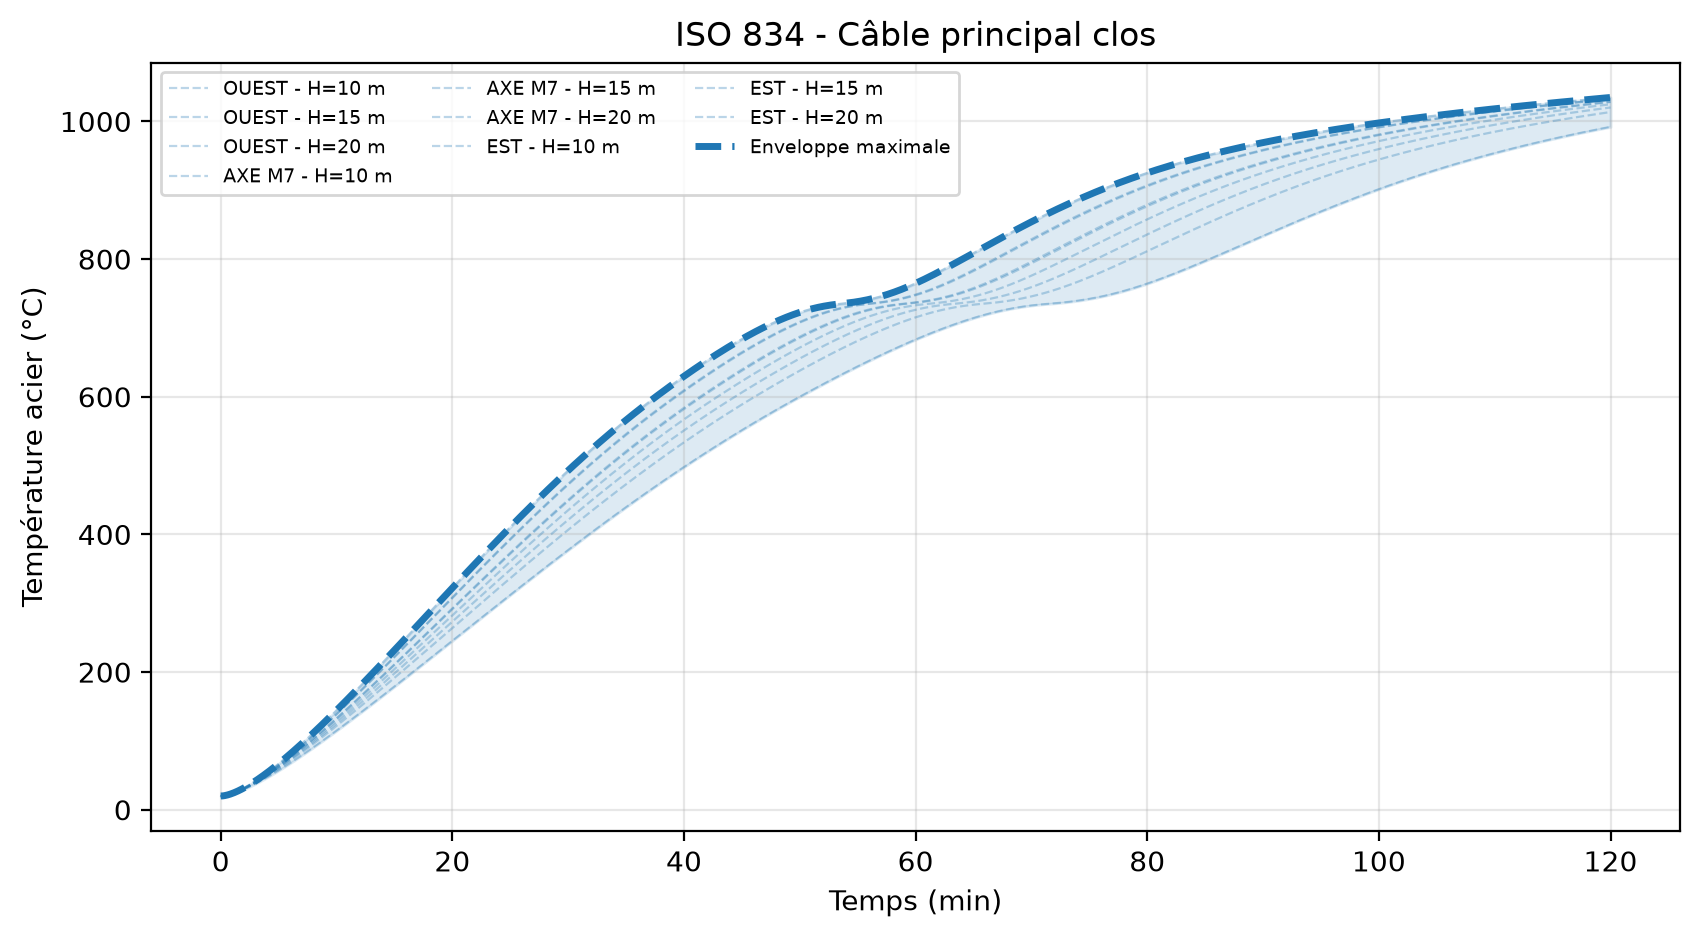 ISO 834 - Câble principal clos
OUEST - H=10 m
OUEST - H=15 m
OUEST - H=20 m
AXE M7 - H=10 m
AXE M7 - H=15 m
AXE M7 - H=20 m
EST - H=10 m
EST - H=15 m
EST - H=20 m
Enveloppe maximale
Température acier (°C)
1000
800
600
400
200
0
0
20
40
60
80
100
120
Temps (min)